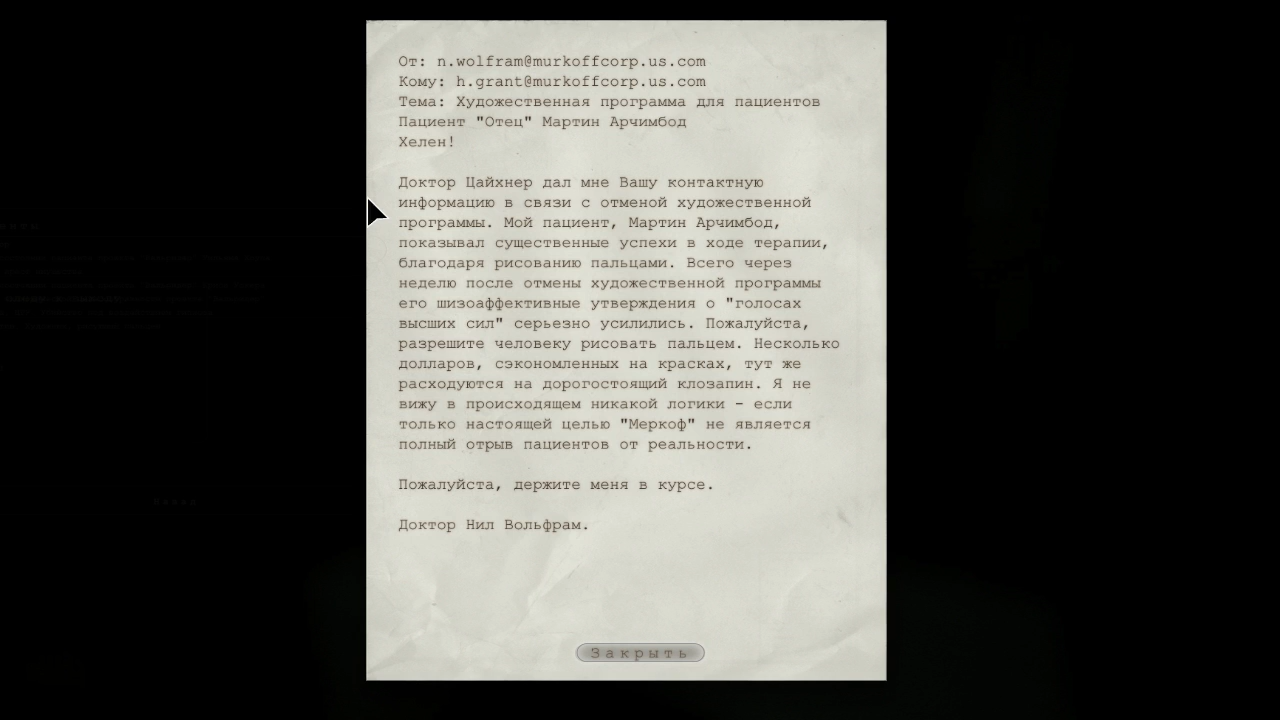 От: n.wolfram@murkoffcorp.us.com
Кому: h.grant@murkoffcorp.us.com
Тема: Художественная программа для пациентов
Пациент "Отец" Мартин Арчимбод
Хелен!
Доктор Цайхнер дал мне Вашу контактную
информацию в связи с отменой художественной
программы. Мой пациент, Мартин Арчимбод,
показывал существенные успехи в ходе терапии,
благодаря рисованию пальцами. Всего через
неделю после отмены художественной программы
его шизоаффективные утверждения о "голосах
высших сил" серьезно усилились. Пожалуйста,
разрешите человеку рисовать пальцем. Несколько
долларов, сэкономленных на красках, тут же
расходуются на дорогостоящий клозапин. Я не
вижу в происходящем никакой логики - если
только настоящей целью "Меркоф" не является
полный отрыв пациентов от реальности.
Пожалуйста, держите меня в курсе.
Доктор Нил Вольфрам.
Закрыть